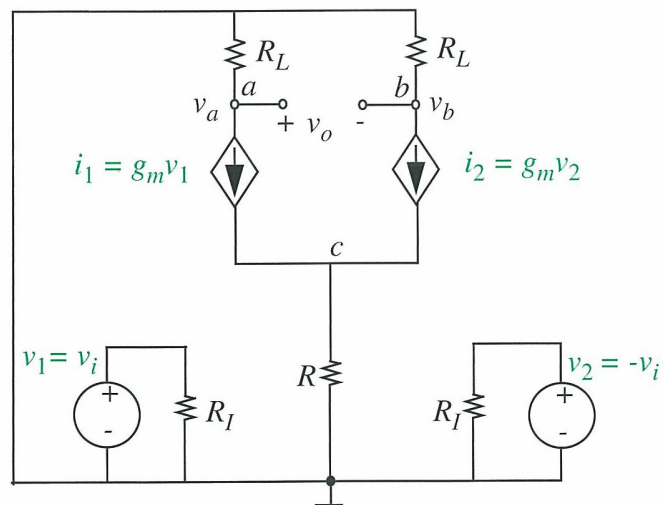 R_L
R_L
a
b
v_a
+ v_o -
v_b
i_1 = g_m v_1
i_2 = g_m v_2
c
v_1 = v_i
v_2 = -v_i
+
-
R_I
R
R_I
+
-